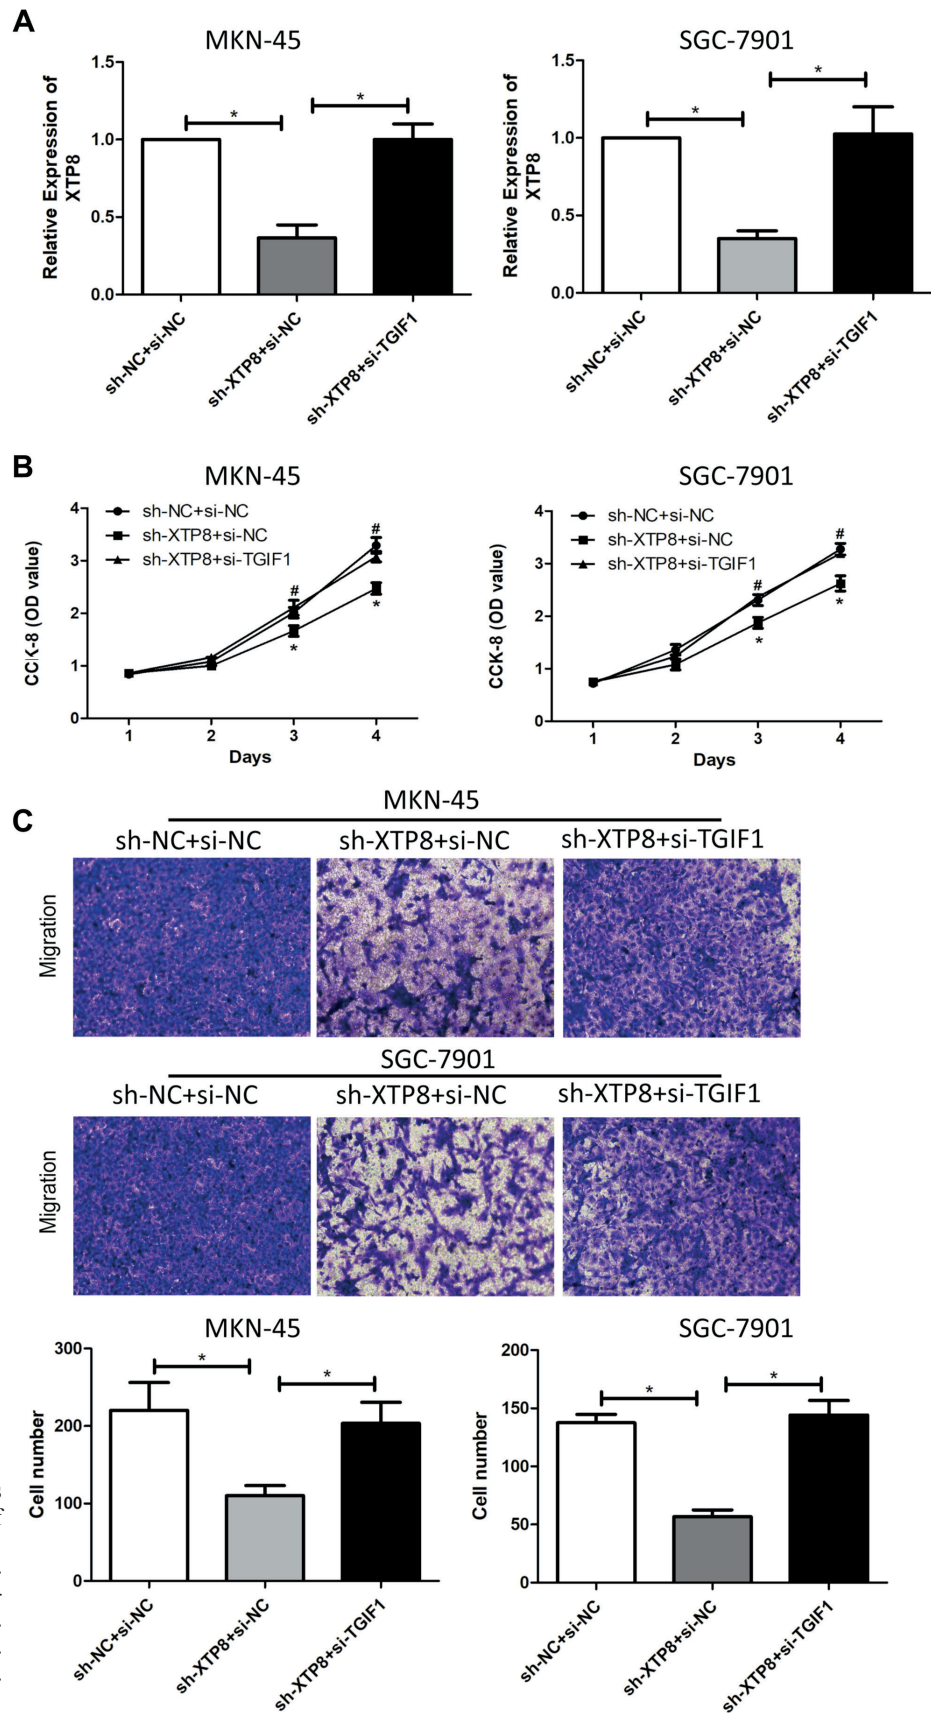 A
MKN-45
SGC-7901
Relative Expression of
XTP8
1.5
1.0
0.5
0.0
*
*
sh-NC+si-NC
sh-XTP8+si-NC
sh-XTP8+si-TGIF1
Relative Expression of
XTP8
1.5
1.0
0.5
0.0
*
*
sh-NC+si-NC
sh-XTP8+si-NC
sh-XTP8+si-TGIF1
B
MKN-45
SGC-7901
CCK-8 (OD value)
4
3
2
1
0
sh-NC+si-NC
sh-XTP8+si-NC
sh-XTP8+si-TGIF1
#
#
*
*
1 2 3 4
Days
CCK-8 (OD value)
4
3
2
1
0
sh-NC+si-NC
sh-XTP8+si-NC
sh-XTP8+si-TGIF1
#
#
*
*
1 2 3 4
Days
C
MKN-45
sh-NC+si-NC sh-XTP8+si-NC sh-XTP8+si-TGIF1
Migration
SGC-7901
sh-NC+si-NC sh-XTP8+si-NC sh-XTP8+si-TGIF1
Migration
MKN-45
SGC-7901
Cell number
300
200
100
0
*
*
sh-NC+si-NC
sh-XTP8+si-NC
sh-XTP8+si-TGIF1
Cell number
200
150
100
50
0
*
*
sh-NC+si-NC
sh-XTP8+si-NC
sh-XTP8+si-TGIF1